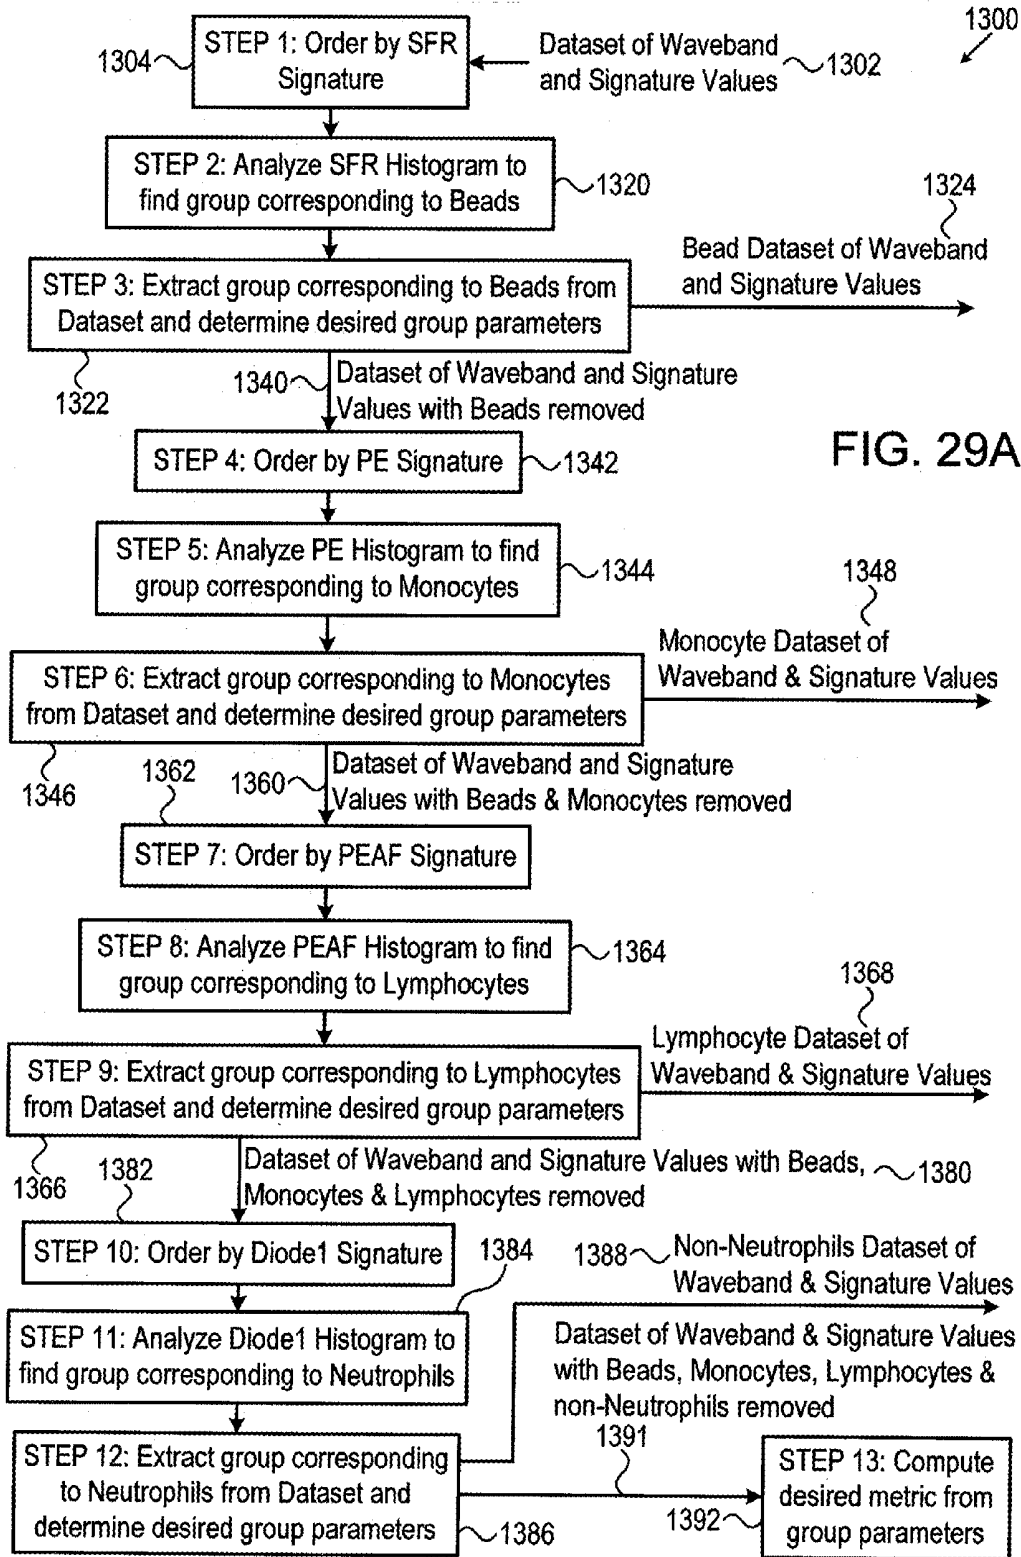 1300
1304
STEP 1: Order by SFR
Signature
Dataset of Waveband
and Signature Values
1302
STEP 2: Analyze SFR Histogram to
find group corresponding to Beads
1320
1324
Bead Dataset of Waveband
and Signature Values
STEP 3: Extract group corresponding to Beads from
Dataset and determine desired group parameters
1322
1340
Dataset of Waveband and Signature
Values with Beads removed
FIG. 29A
STEP 4: Order by PE Signature
1342
STEP 5: Analyze PE Histogram to find
group corresponding to Monocytes
1344
1348
Monocyte Dataset of
Waveband & Signature Values
STEP 6: Extract group corresponding to Monocytes
from Dataset and determine desired group parameters
1346
1362
1360
Dataset of Waveband and Signature
Values with Beads & Monocytes removed
STEP 7: Order by PEAF Signature
STEP 8: Analyze PEAF Histogram to find
group corresponding to Lymphocytes
1364
1368
Lymphocyte Dataset of
Waveband & Signature Values
STEP 9: Extract group corresponding to Lymphocytes
from Dataset and determine desired group parameters
1366
1382
Dataset of Waveband and Signature Values with Beads,
Monocytes & Lymphocytes removed
1380
STEP 10: Order by Diode1 Signature
1384
1388
Non-Neutrophils Dataset of
Waveband & Signature Values
STEP 11: Analyze Diode1 Histogram to
find group corresponding to Neutrophils
Dataset of Waveband & Signature Values
with Beads, Monocytes, Lymphocytes &
non-Neutrophils removed
1391
STEP 12: Extract group corresponding
to Neutrophils from Dataset and
determine desired group parameters
1386
STEP 13: Compute
desired metric from
group parameters
1392